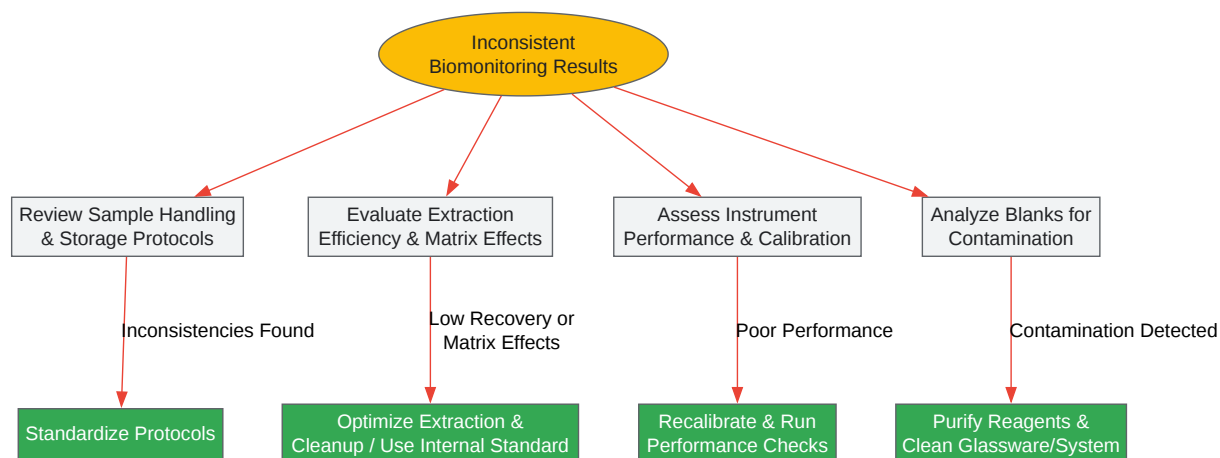 Inconsistent
Biomonitoring Results
Review Sample Handling
& Storage Protocols
Evaluate Extraction
Efficiency & Matrix Effects
Assess Instrument
Performance & Calibration
Analyze Blanks for
Contamination
Inconsistencies Found
Low Recovery or
Matrix Effects
Poor Performance
Contamination Detected
Standardize Protocols
Optimize Extraction &
Cleanup / Use Internal Standard
Recalibrate & Run
Performance Checks
Purify Reagents &
Clean Glassware/System